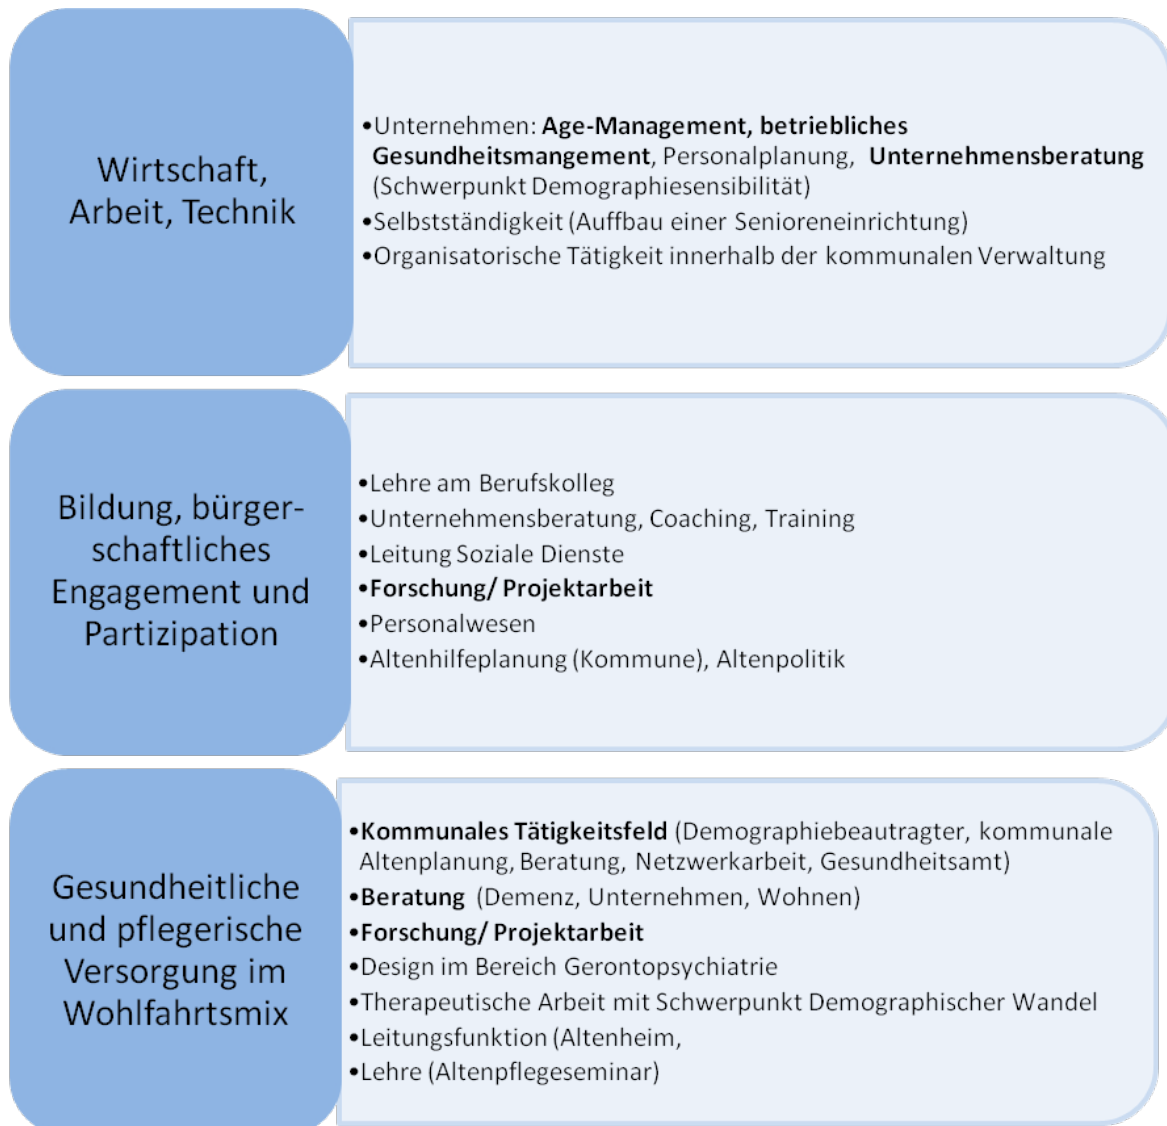 Wirtschaft,
Arbeit, Technik
•Unternehmen: Age-Management, betriebliches
Gesundheitsmangement, Personalplanung, Unternehmensberatung
(Schwerpunkt Demographiesensibilität)
•Selbstständigkeit (Auffbau einer Senioreneinrichtung)
•Organisatorische Tätigkeit innerhalb der kommunalen Verwaltung
Bildung, bürger-
schaftliches
Engagement und
Partizipation
•Lehre am Berufskolleg
•Unternehmensberatung, Coaching, Training
•Leitung Soziale Dienste
•Forschung/ Projektarbeit
•Personalwesen
•Altenhilfeplanung (Kommune), Altenpolitik
Gesundheitliche
und pflegerische
Versorgung im
Wohlfahrtsmix
•Kommunales Tätigkeitsfeld (Demographiebeautragter, kommunale
Altenplanung, Beratung, Netzwerkarbeit, Gesundheitsamt)
•Beratung (Demenz, Unternehmen, Wohnen)
•Forschung/ Projektarbeit
•Design im Bereich Gerontopsychiatrie
•Therapeutische Arbeit mit Schwerpunkt Demographischer Wandel
•Leitungsfunktion (Altenheim,
•Lehre (Altenpflegeseminar)